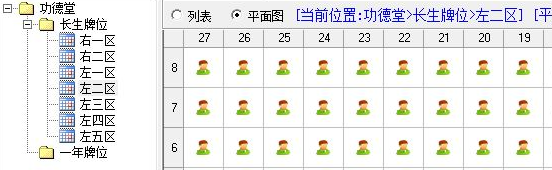 功德堂
长生牌位
右一区
右二区
左一区
左二区
左三区
左四区
左五区
一年牌位
列表 平面图 [当前位置:功德堂>长生牌位>左二区] [平
27 26 25 24 23 22 21 20 19
8
7
6